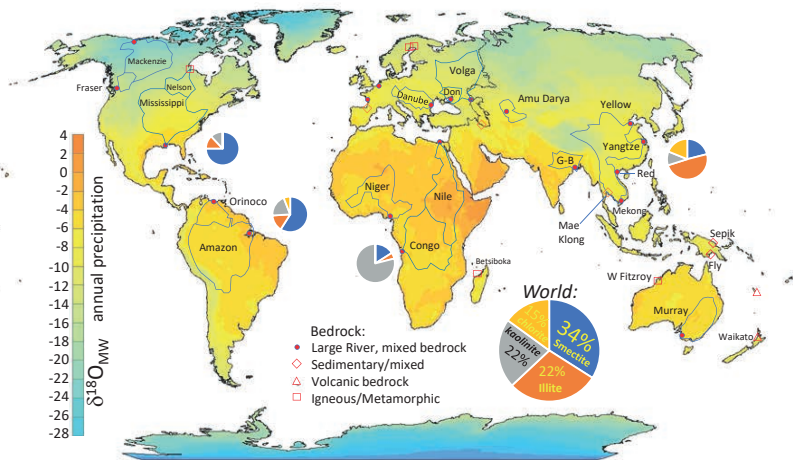 Mackenzie
Fraser
Nelson
Mississippi
Orinoco
Amazon
Volga
Don
Danube
Amu Darya
Yellow
Yangtze
G-B
Red
Mekong
Mae
Klong
Niger
Nile
Congo
Betsiboka
Sepik
Fly
W Fitzroy
Murray
Waikato
4
2
0
-2
-4
-6
-8
-10
-12
-14
-16
-18
-20
-22
-24
-26
-28
δ18OMW annual precipitation
Bedrock:
Large River, mixed bedrock
Sedimentary/mixed
Volcanic bedrock
Igneous/Metamorphic
World:
15%
chlorite
34%
Smectite
kaolinite
22%
22%
Illite